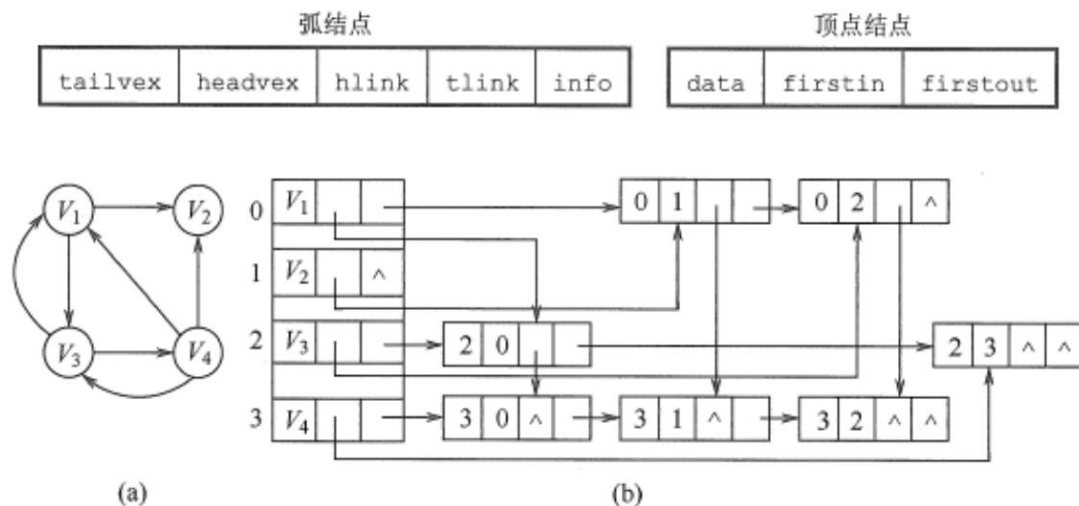 弧结点 顶点结点
tailvex headvex hlink tlink info data firstin firstout
V₁ V₂ 0 V₁ 0 1 0 2 ^
1 V₂ ^
V₃ V₄ 2 V₃ 2 0 2 3 ^ ^
3 V₄ 3 0 ^ 3 1 ^ 3 2 ^ ^
(a) (b)